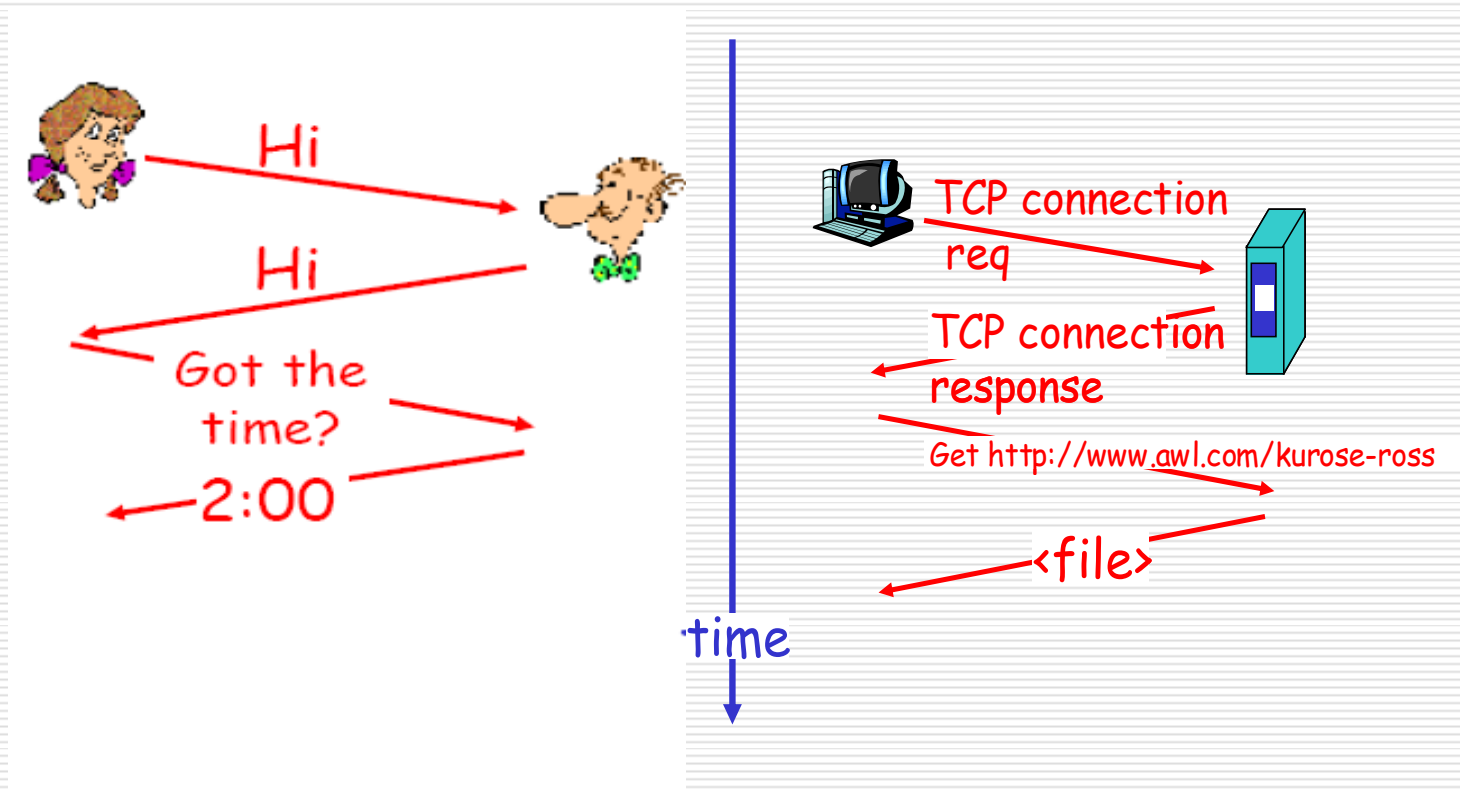 Hi
Hi
Got the
time?
2:00
time
TCP connection
req
TCP connection
response
Get http://www.awl.com/kurose-ross
<file>